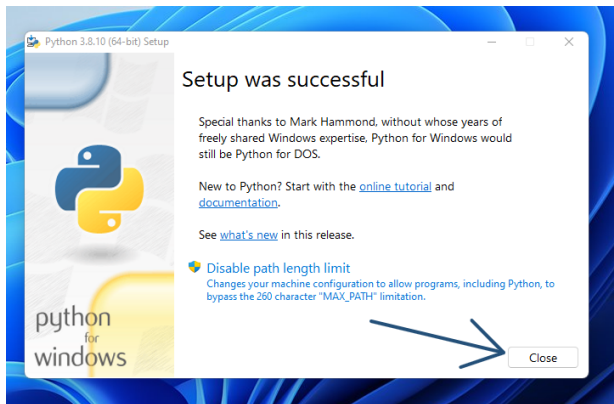 Python 3.8.10 (64-bit) Setup
Setup was successful
Special thanks to Mark Hammond, without whose years of
freely shared Windows expertise, Python for Windows would
still be Python for DOS.
New to Python? Start with the online tutorial and
documentation.
See what's new in this release.
Disable path length limit
Changes your machine configuration to allow programs, including Python, to
bypass the 260 character "MAX_PATH" limitation.
python
for
windows
Close